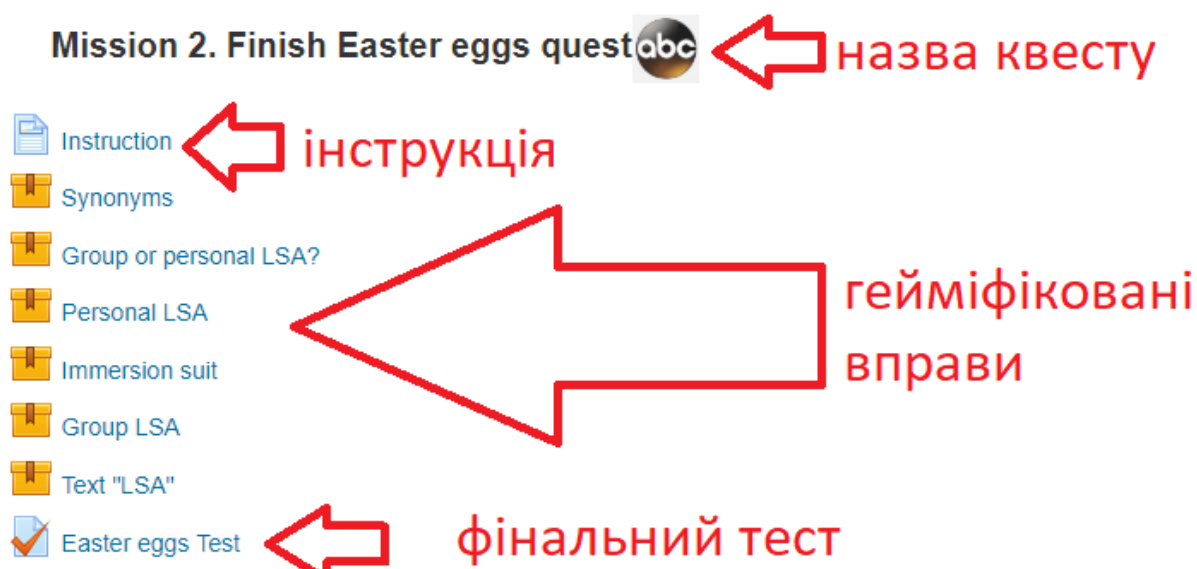 Mission 2. Finish Easter eggs quest abc назва квесту
Instruction інструкція
Synonyms
Group or personal LSA?
Personal LSA
гейміфіковані
вправи
Immersion suit
Group LSA
Text "LSA"
Easter eggs Test фінальний тест